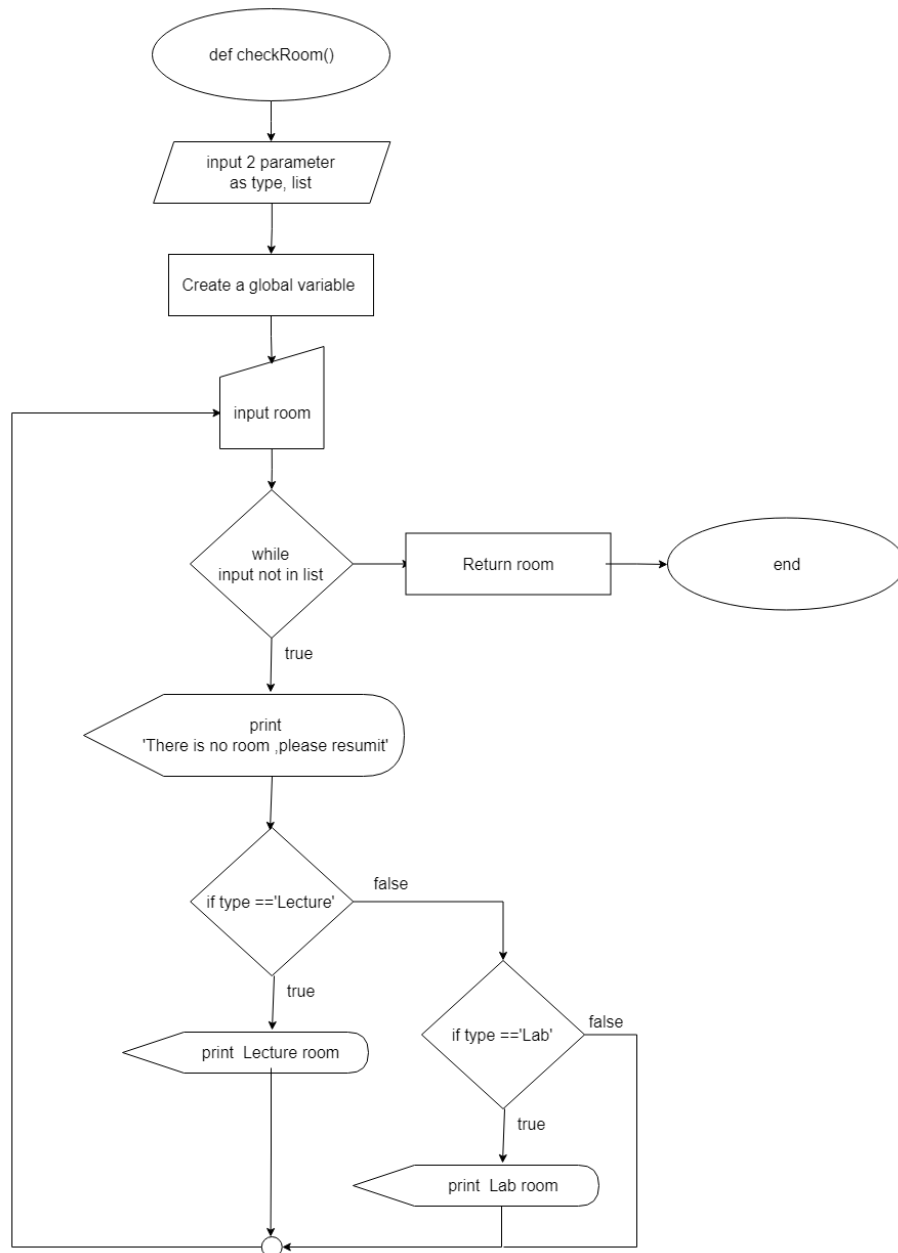 def checkRoom()
input 2 parameter
as type, list
Create a global variable
input room
while
input not in list
Return room
end
true
print
'There is no room ,please resumit'
if type =='Lecture'
false
true
print  Lecture room
if type =='Lab'
false
true
print  Lab room